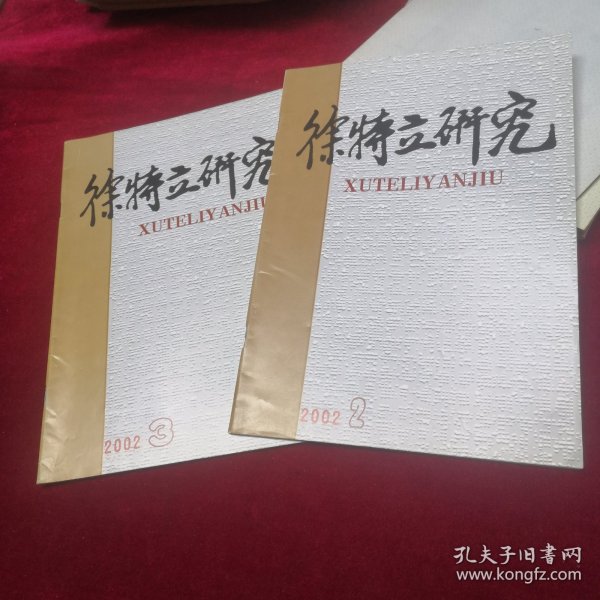 徐特立研究
XUTELIYANJIU
2002 3
徐特立研究
XUTELIYANJIU
2002 2
孔夫子旧書网
www.kongfz.com